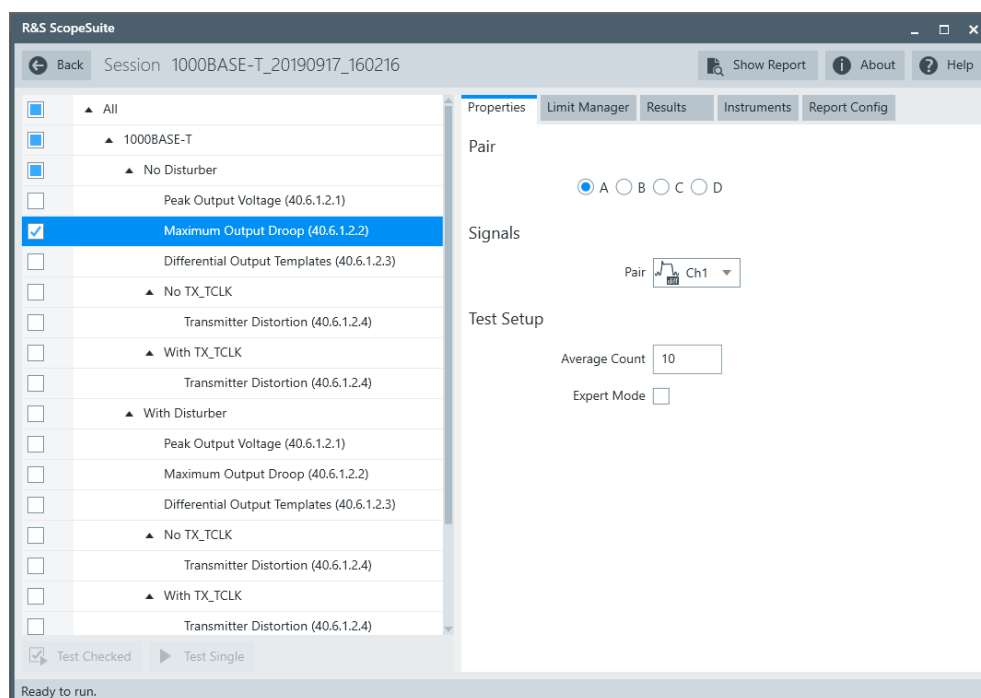 R&S ScopeSuite
Back Session 1000BASE-T_20190917_160216 Show Report About Help
All
1000BASE-T
No Disturber
Peak Output Voltage (40.6.1.2.1)
Maximum Output Droop (40.6.1.2.2)
Differential Output Templates (40.6.1.2.3)
No TX_TCLK
Transmitter Distortion (40.6.1.2.4)
With TX_TCLK
Transmitter Distortion (40.6.1.2.4)
With Disturber
Peak Output Voltage (40.6.1.2.1)
Maximum Output Droop (40.6.1.2.2)
Differential Output Templates (40.6.1.2.3)
No TX_TCLK
Transmitter Distortion (40.6.1.2.4)
With TX_TCLK
Transmitter Distortion (40.6.1.2.4)
Test Checked Test Single
Properties Limit Manager Results Instruments Report Config
Pair
A B C D
Signals
Pair diff Ch1
Test Setup
Average Count 10
Expert Mode
Ready to run.